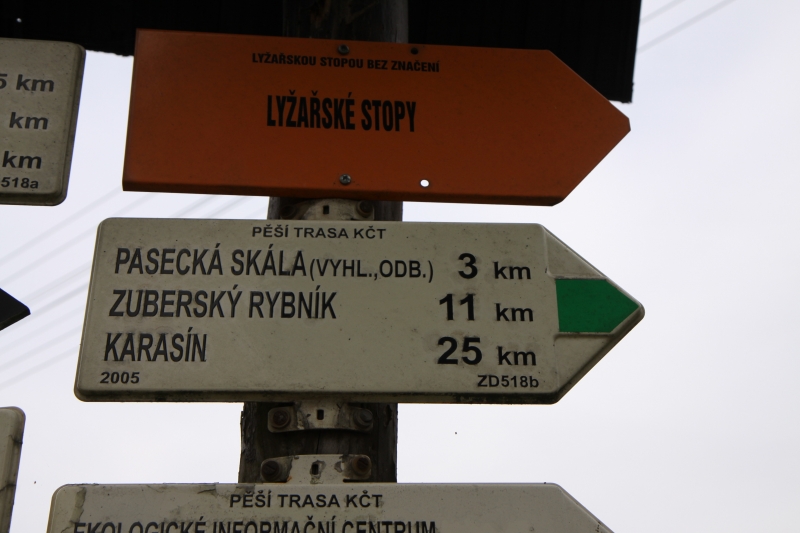 5 km
km
km
518a
LYŽAŘSKOU STOPOU BEZ ZNAČENÍ
LYŽAŘSKÉ STOPY
PĚŠÍ TRASA KČT
PASECKÁ SKÁLA (VYHL.,ODB.) 3 km
ZUBERSKÝ RYBNÍK 11 km
KARASÍN 25 km
2005 ZD518b
PĚŠÍ TRASA KČT
EKOLOGICKÉ INFORMAČNÍ CENTRUM